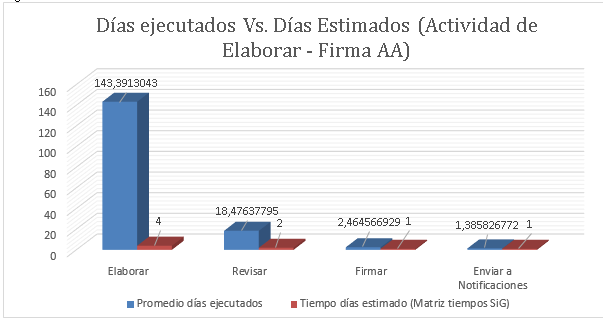 Días ejecutados Vs. Días Estimados (Actividad de
Elaborar - Firma AA)
143,3913043
160
140
120
100
80
60
40
20
0
4
18,47637795
2
2,464566929
1
1,385826772
1
Elaborar
Revisar
Firmar
Enviar a
Notificaciones
Promedio días ejecutados
Tiempo días estimado (Matriz tiempos SiG)